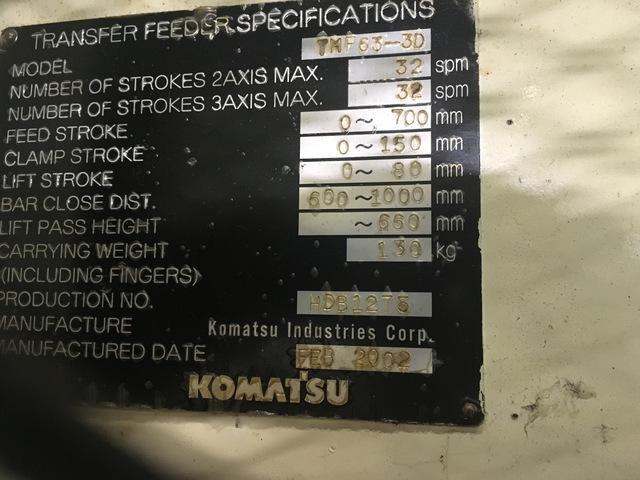 TRANSFER FEEDER SPECIFICATIONS
MODEL TMF63-3D
NUMBER OF STROKES 2AXIS MAX. 32 spm
NUMBER OF STROKES 3AXIS MAX. 32 spm
FEED STROKE 0~700 mm
CLAMP STROKE 0~150 mm
LIFT STROKE 0~80 mm
BAR CLOSE DIST. 600~1000 mm
LIFT PASS HEIGHT ~660 mm
CARRYING WEIGHT 130 kg
(INCLUDING FINGERS)
PRODUCTION NO. HDB1275
MANUFACTURE Komatsu Industries Corp.
MANUFACTURED DATE FEB 2002
KOMATSU